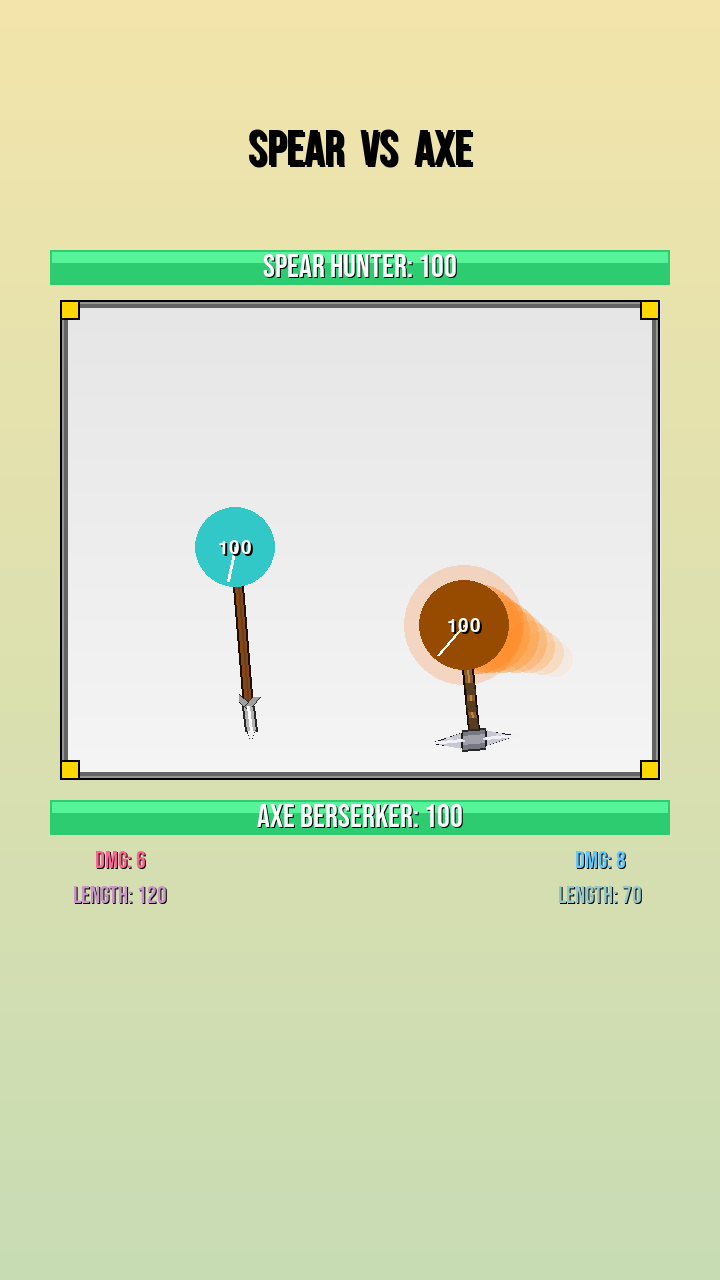 SPEAR VS AXE
SPEAR HUNTER: 100
100
100
AXE BERSERKER: 100
DMG: 6
DMG: 8
LENGTH: 120
LENGTH: 70